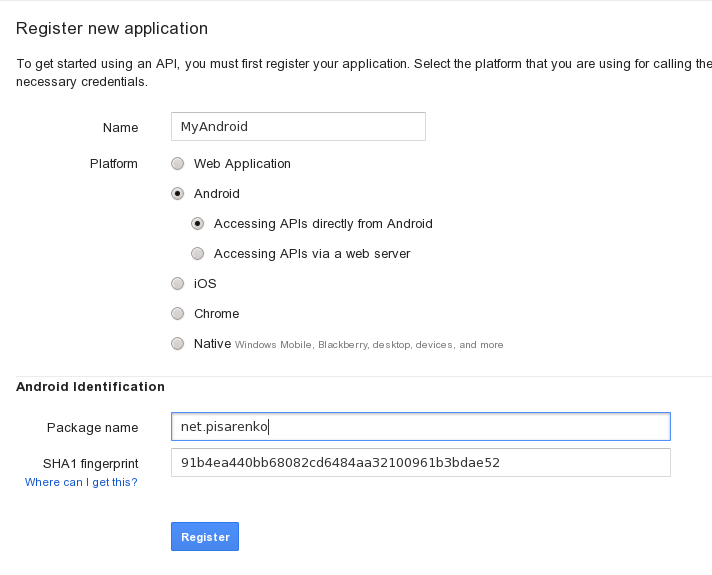 Register new application
To get started using an API, you must first register your application. Select the platform that you are using for calling the
necessary credentials.
Name MyAndroid
Platform Web Application
Android
Accessing APIs directly from Android
Accessing APIs via a web server
iOS
Chrome
Native Windows Mobile, Blackberry, desktop, devices, and more
Android Identification
Package name net.pisarenko
SHA1 fingerprint 91b4ea440bb68082cd6484aa32100961b3bdae52
Where can I get this?
Register